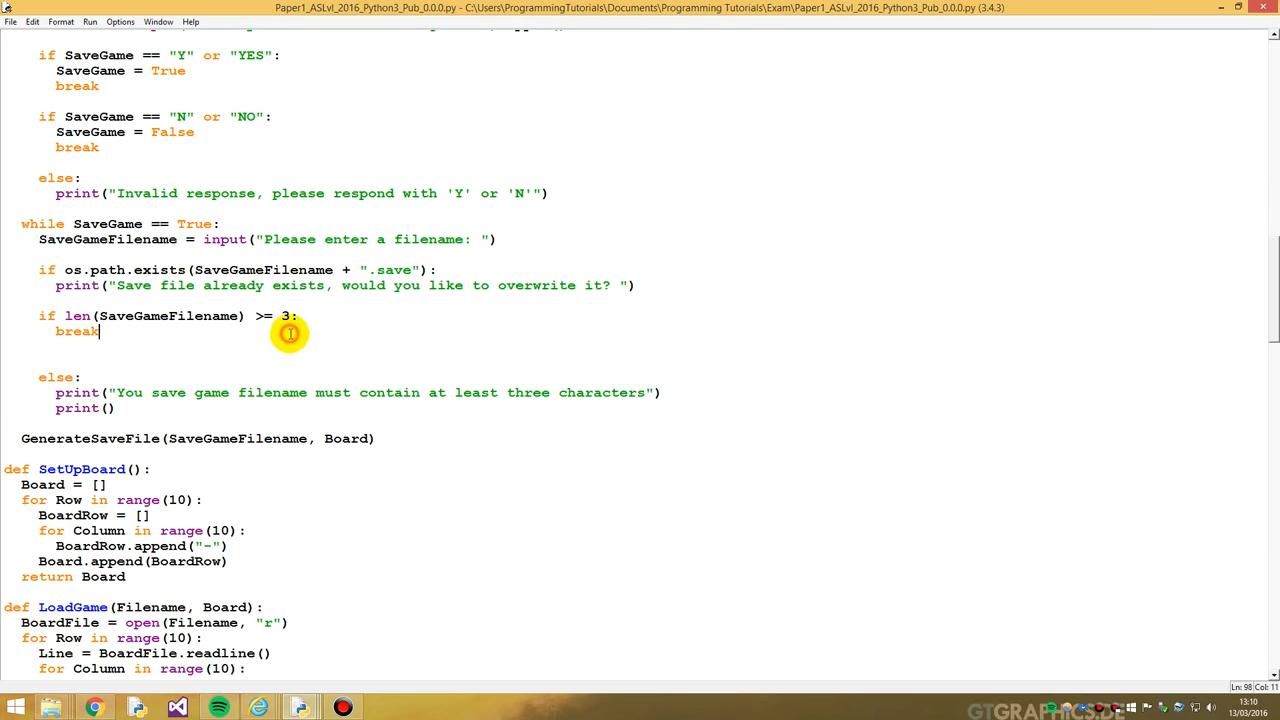 Paper1_ASLvl_2016_Python3_Pub_0.0.0.py - C:\Users\ProgrammingTutorials\Documents\Programming Tutorials\Exam\Paper1_ASLvl_2016_Python3_Pub_0.0.0.py (3.4.3)
File Edit Format Run Options Window Help
if SaveGame == "Y" or "YES":
SaveGame = True
break
if SaveGame == "N" or "NO":
SaveGame = False
break
else:
print("Invalid response, please respond with 'Y' or 'N'")
while SaveGame == True:
SaveGameFilename = input("Please enter a filename: ")
if os.path.exists(SaveGameFilename + ".save"):
print("Save file already exists, would you like to overwrite it? ")
if len(SaveGameFilename) >= 3:
break
else:
print("You save game filename must contain at least three characters")
print()
GenerateSaveFile(SaveGameFilename, Board)
def SetUpBoard():
Board = []
for Row in range(10):
BoardRow = []
for Column in range(10):
BoardRow.append("-")
Board.append(BoardRow)
return Board
def LoadGame(Filename, Board):
BoardFile = open(Filename, "r")
for Row in range(10):
Line = BoardFile.readline()
for Column in range(10):
Ln: 98 Col: 11
GTGRAPHICSDE
13:10
13/03/2016